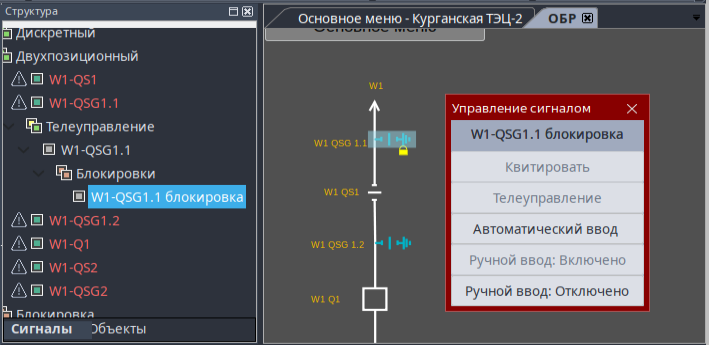 Структура
Дискретный
Двухпозиционный
W1-QS1
W1-QSG1.1
Телеуправление
W1-QSG1.1
Блокировки
W1-QSG1.1 блокировка
W1-QSG1.2
W1-Q1
W1-QS2
W1-QSG2
Блокировка
Сигналы
Объекты
Основное меню - Курганская ТЭЦ-2
ОБР
Основное меню
W1
W1 QSG 1.1
W1 QS1
W1 QSG 1.2
W1 Q1
Управление сигналом
W1-QSG1.1 блокировка
Квитировать
Телеуправление
Автоматический ввод
Ручной ввод: Включено
Ручной ввод: Отключено